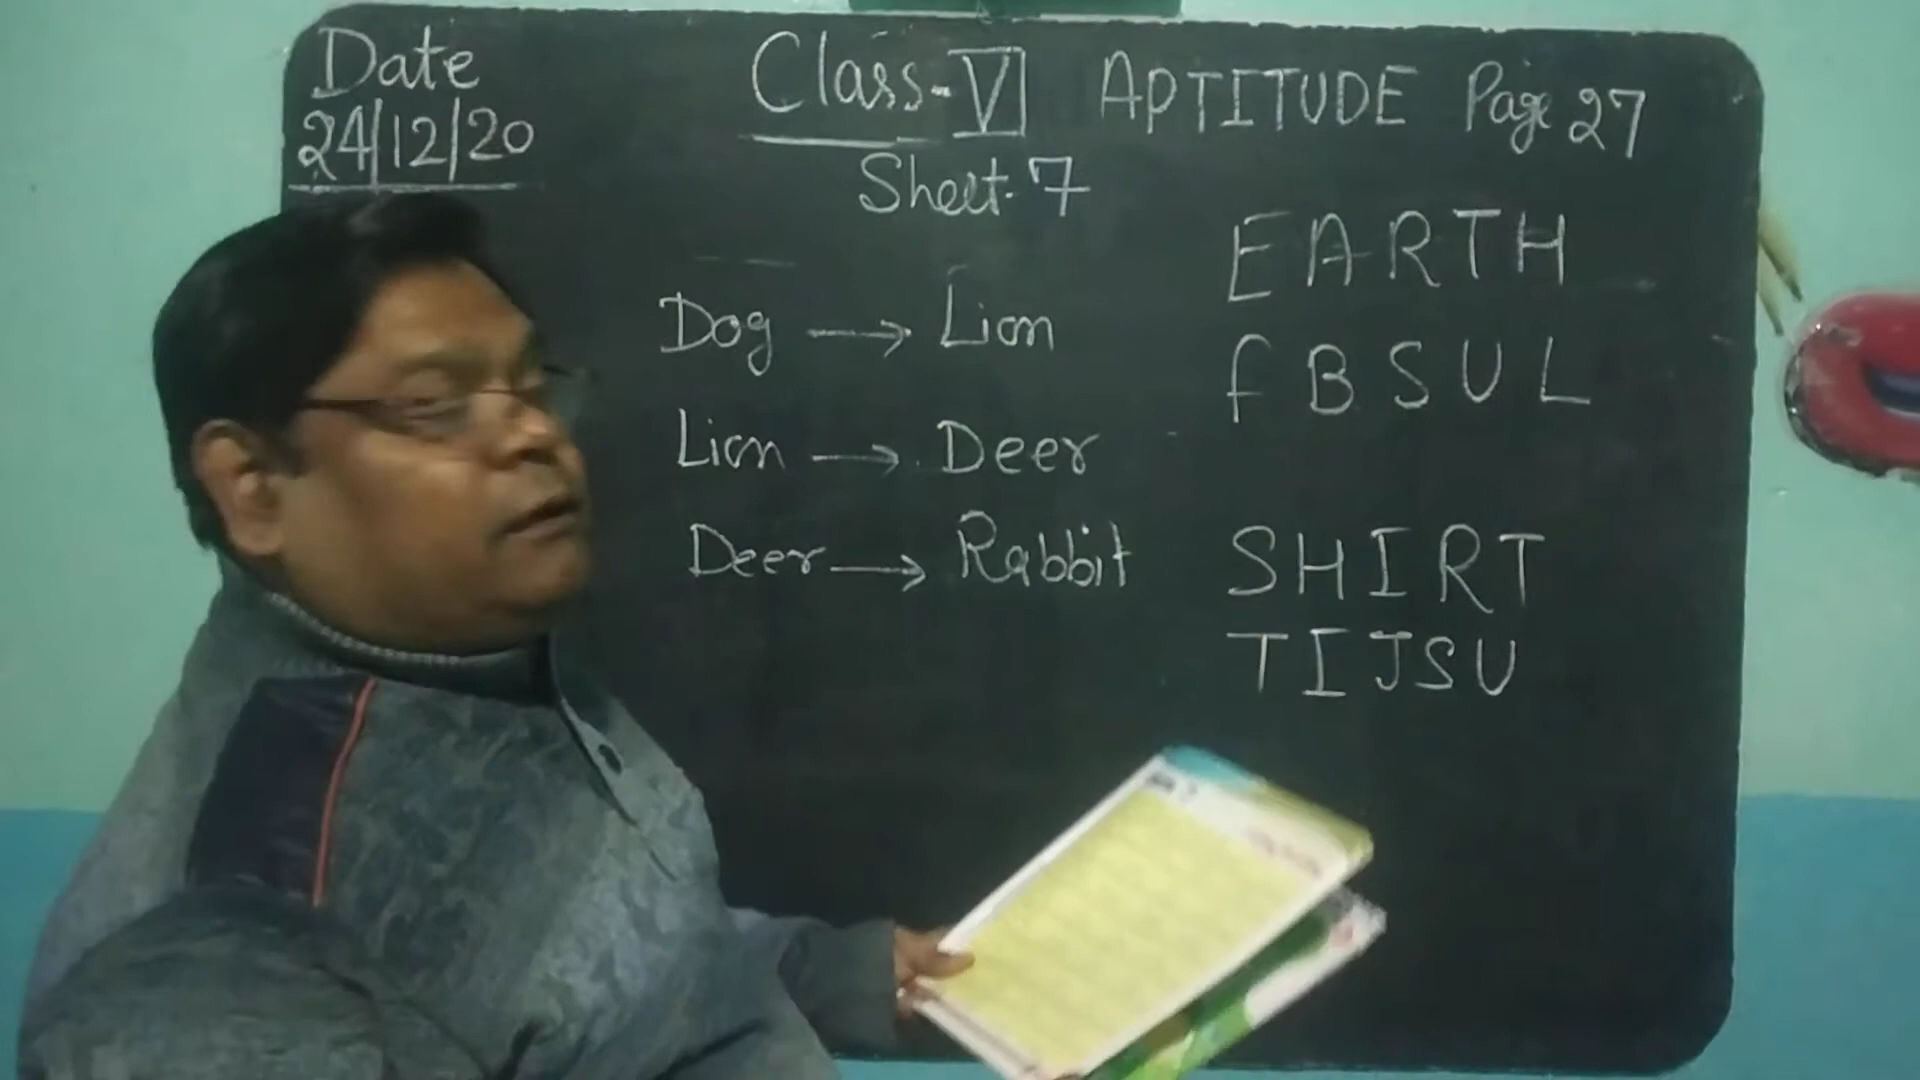 Date
24/12/20
Class-V APTITUDE Page 27
Sheet.7
Dog → Lion
Lion → Deer
Deer → Rabbit
EARTH
fBSUL
SHIRT
TIJSU